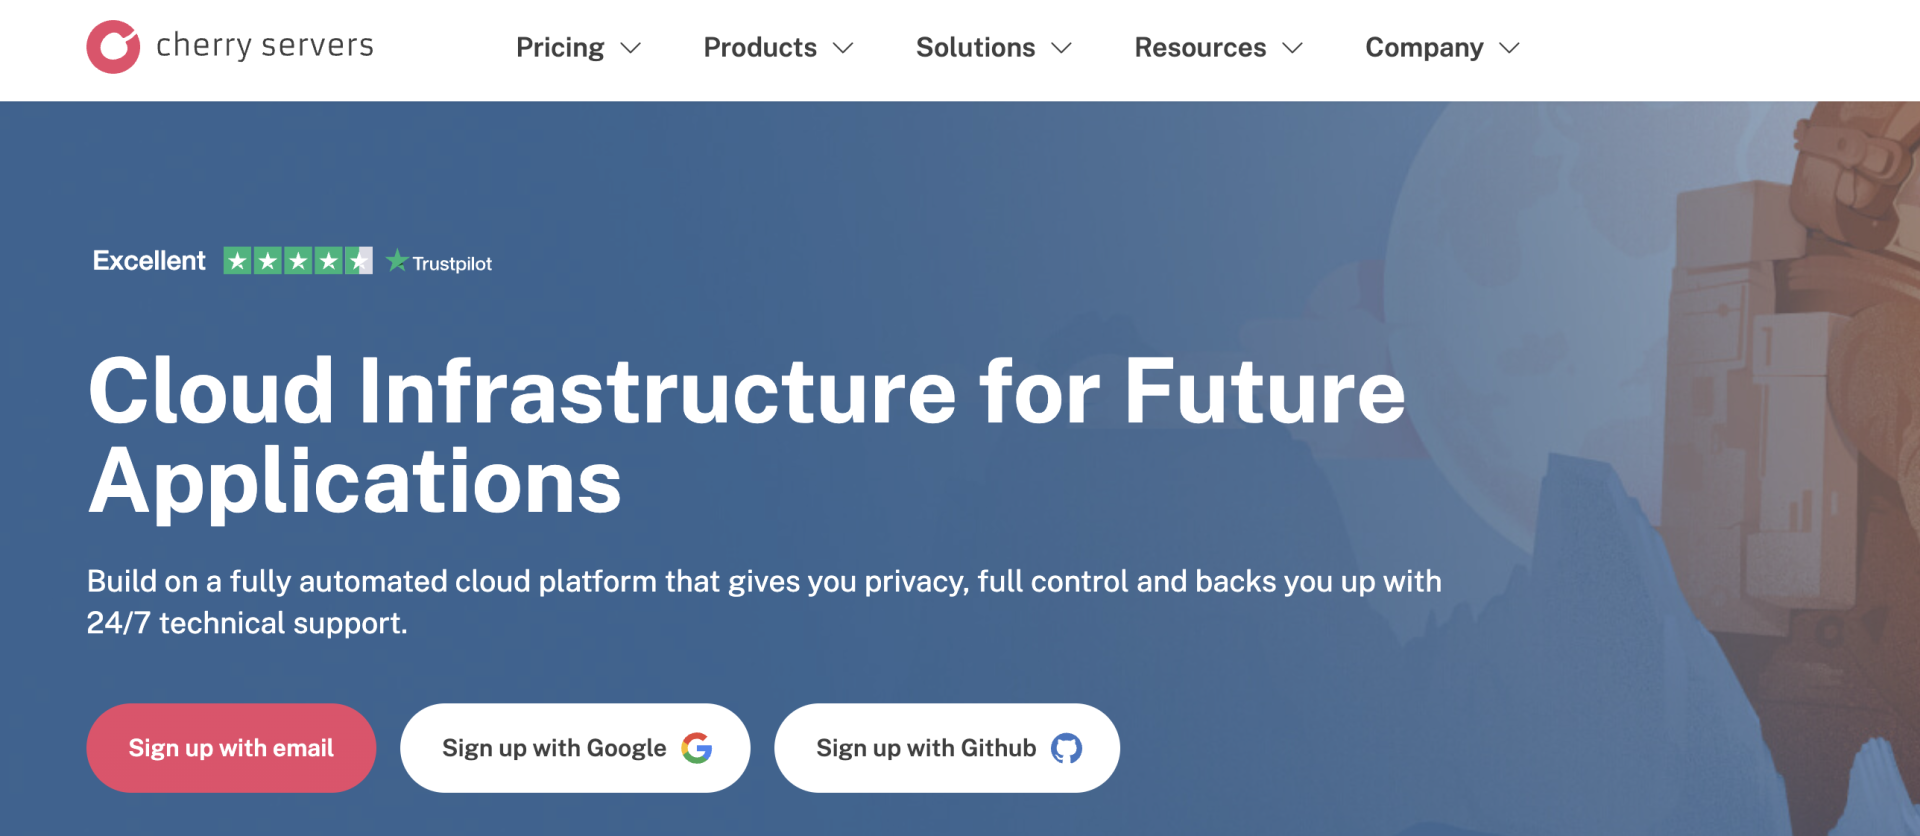 cherry servers
Pricing
Products
Solutions
Resources
Company
Excellent
Trustpilot
Cloud Infrastructure for Future
Applications
Build on a fully automated cloud platform that gives you privacy, full control and backs you up with
24/7 technical support.
Sign up with email
Sign up with Google
Sign up with Github